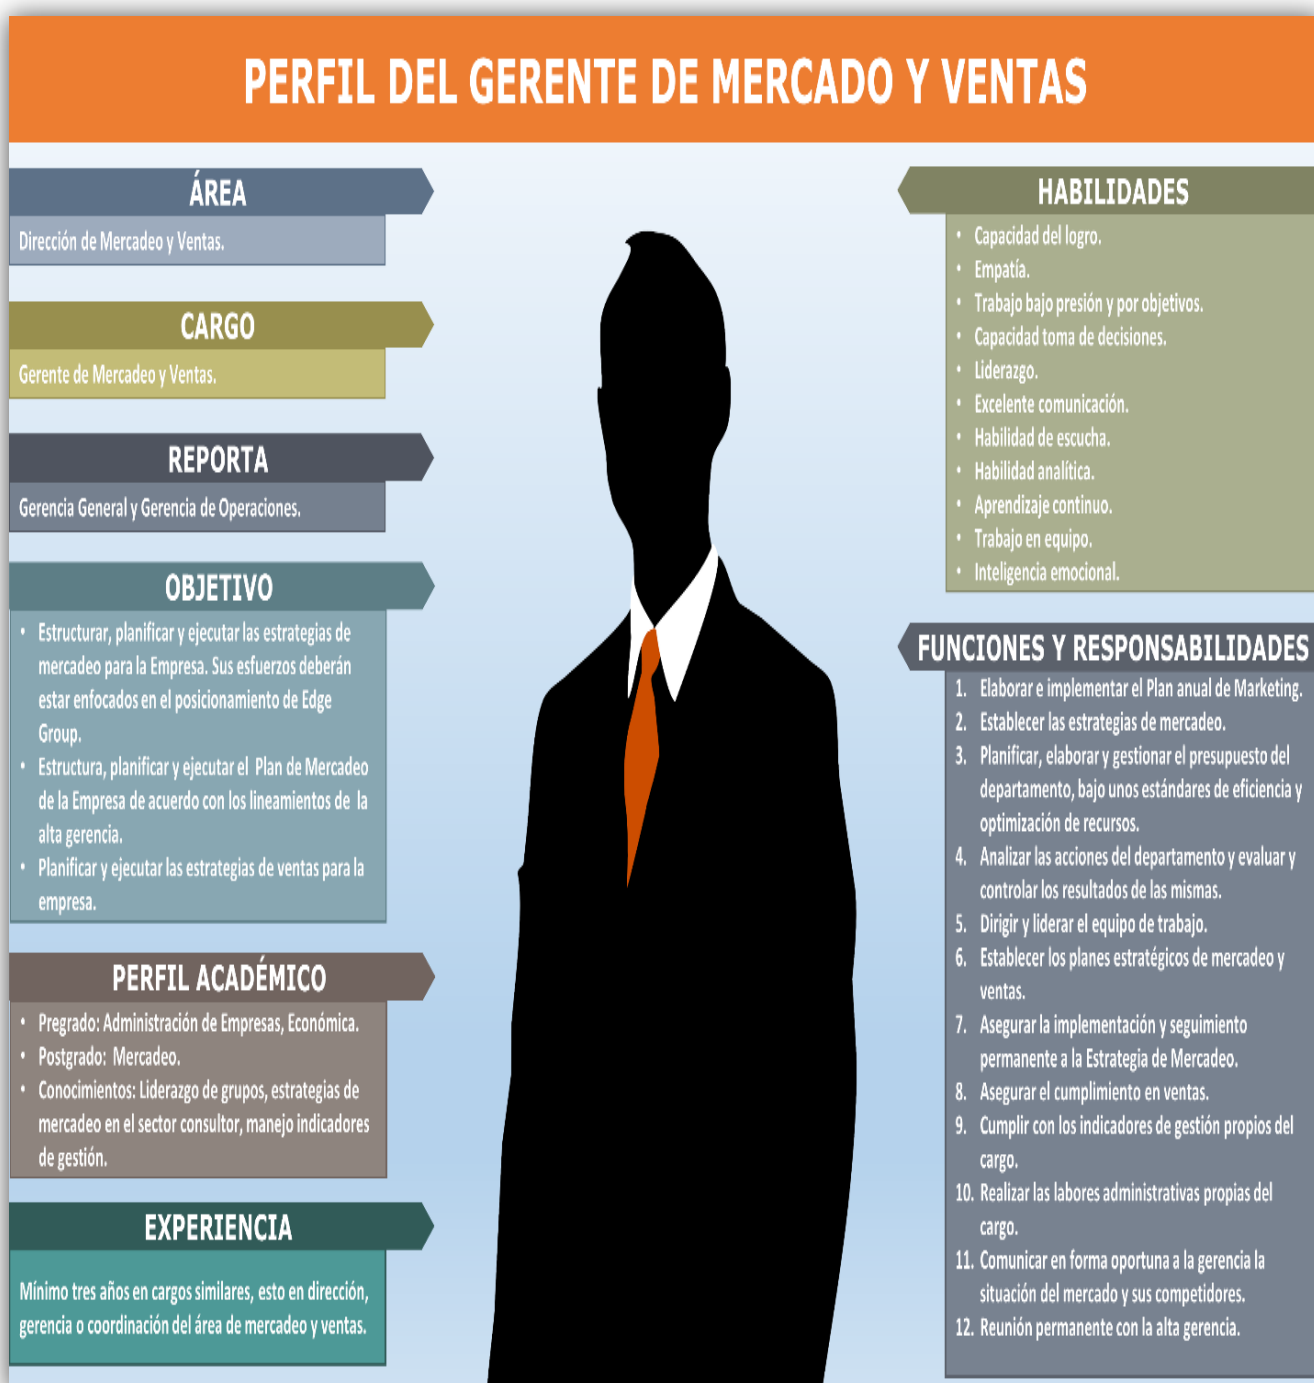 PERFIL DEL GERENTE DE MERCADO Y VENTAS
ÁREA
Dirección de Mercadeo y Ventas.
CARGO
Gerente de Mercadeo y Ventas.
REPORTA
Gerencia General y Gerencia de Operaciones.
OBJETIVO
• Estructurar, planificar y ejecutar las estrategias de
mercadeo para la Empresa. Sus esfuerzos deberán
estar enfocados en el posicionamiento de Edge
Group.
• Estructura, planificar y ejecutar el Plan de Mercadeo
de la Empresa de acuerdo con los lineamientos de la
alta gerencia.
• Planificar y ejecutar las estrategias de ventas para la
empresa.
PERFIL ACADÉMICO
• Pregrado: Administración de Empresas, Económica.
• Postgrado: Mercadeo.
• Conocimientos: Liderazgo de grupos, estrategias de
mercadeo en el sector consultor, manejo indicadores
de gestión.
EXPERIENCIA
Mínimo tres años en cargos similares, esto en dirección,
gerencia o coordinación del área de mercadeo y ventas.
HABILIDADES
• Capacidad del logro.
• Empatía.
• Trabajo bajo presión y por objetivos.
• Capacidad toma de decisiones.
• Liderazgo.
• Excelente comunicación.
• Habilidad de escucha.
• Habilidad analítica.
• Aprendizaje continuo.
• Trabajo en equipo.
• Inteligencia emocional.
FUNCIONES Y RESPONSABILIDADES
1. Elaborar e implementar el Plan anual de Marketing.
2. Establecer las estrategias de mercadeo.
3. Planificar, elaborar y gestionar el presupuesto del
departamento, bajo unos estándares de eficiencia y
optimización de recursos.
4. Analizar las acciones del departamento y evaluar y
controlar los resultados de las mismas.
5. Dirigir y liderar el equipo de trabajo.
6. Establecer los planes estratégicos de mercadeo y
ventas.
7. Asegurar la implementación y seguimiento
permanente a la Estrategia de Mercadeo.
8. Asegurar el cumplimiento en ventas.
9. Cumplir con los indicadores de gestión propios del
cargo.
10. Realizar las labores administrativas propias del
cargo.
11. Comunicar en forma oportuna a la gerencia la
situación del mercado y sus competidores.
12. Reunión permanente con la alta gerencia.